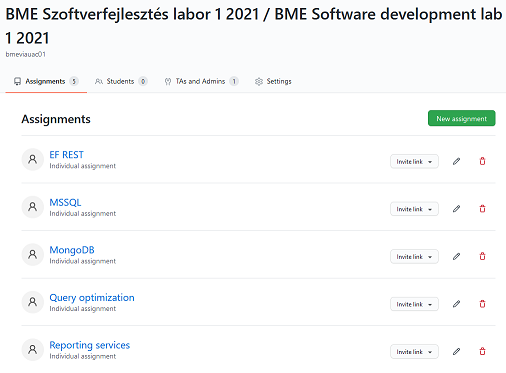 BME Szoftverfejlesztés labor 1 2021 / BME Software development lab
1 2021
bmeviauac01
Assignments 5 Students 0 TAs and Admins 1 Settings
Assignments New assignment
EF REST
Individual assignment
Invite link
MSSQL
Individual assignment
Invite link
MongoDB
Individual assignment
Invite link
Query optimization
Individual assignment
Invite link
Reporting services
Individual assignment
Invite link